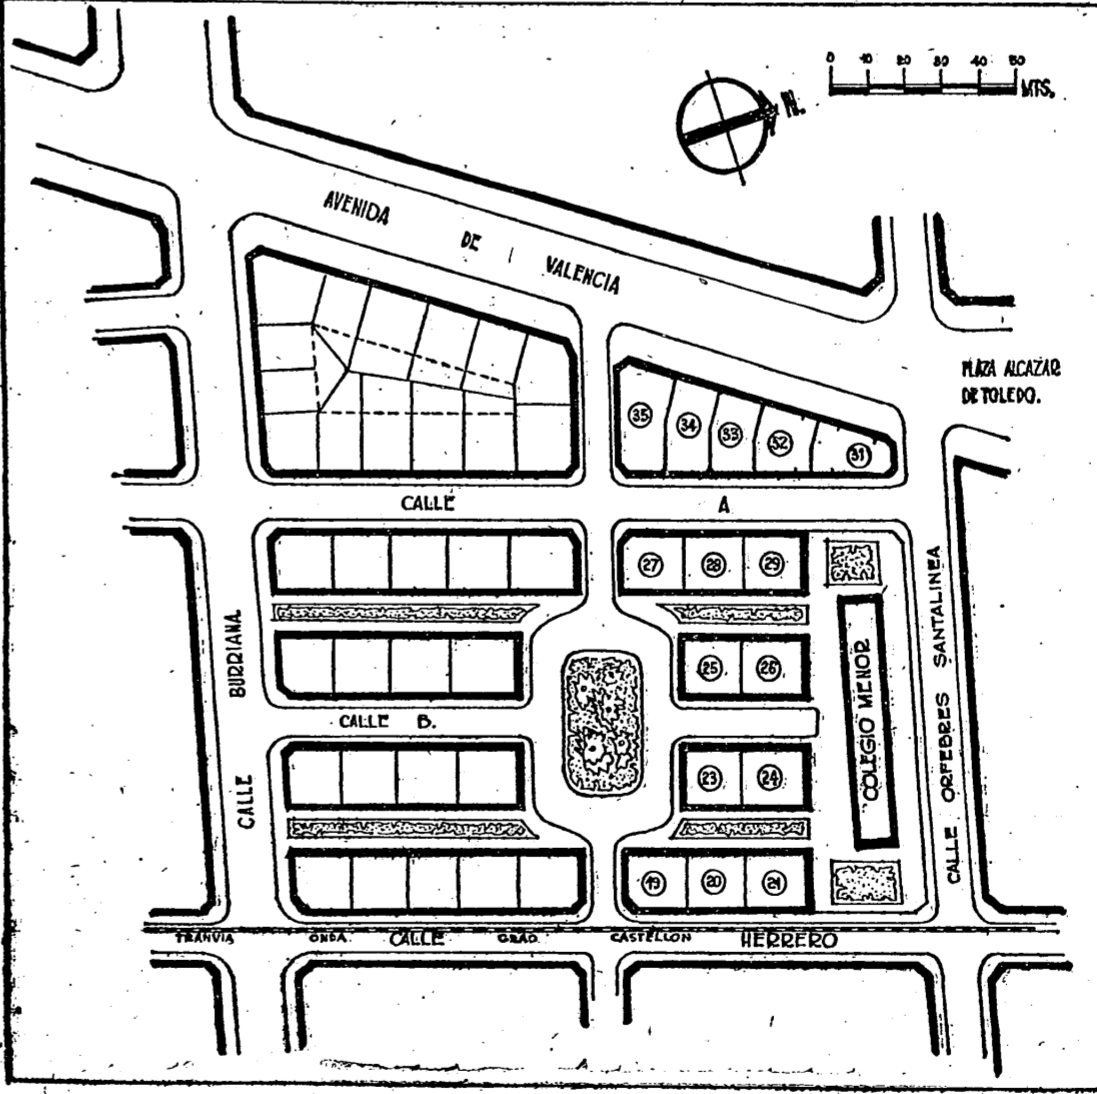 0 10 20 30 40 50
MTS.
N.
AVENIDA DE VALENCIA
PLAZA ALCAZAR
DE TOLEDO.
35 34 33 32 31
CALLE A
27 28 29
25 26
CALLE B.
23 24
19 20 21
CALLE BURRIANA
COLEGIO MENOR
CALLE ORFEBRES SANTALINEA
TRANVIA ONDA GRAO CASTELLON
CALLE HERRERO